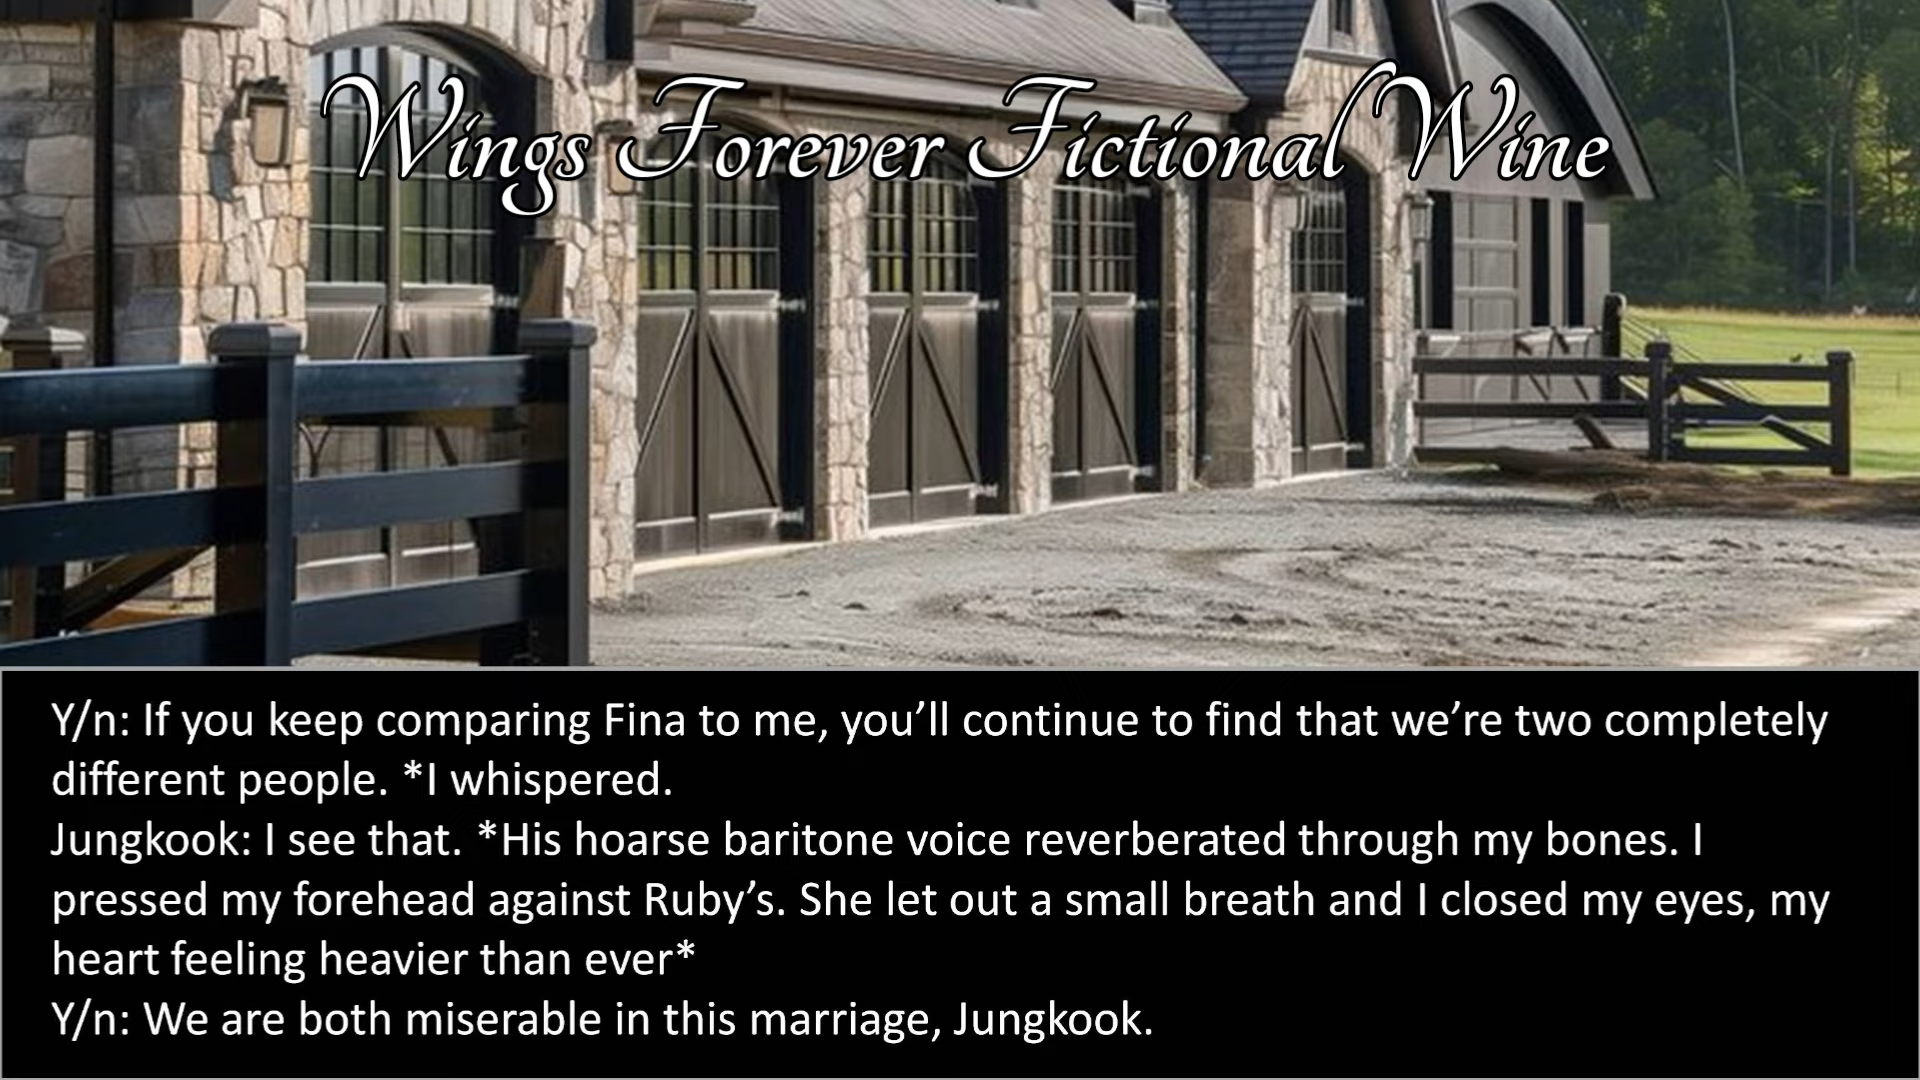 Wings Forever Fictional Wine
Y/n: If you keep comparing Fina to me, you’ll continue to find that we’re two completely
different people. *I whispered.
Jungkook: I see that. *His hoarse baritone voice reverberated through my bones. I
pressed my forehead against Ruby’s. She let out a small breath and I closed my eyes, my
heart feeling heavier than ever*
Y/n: We are both miserable in this marriage, Jungkook.